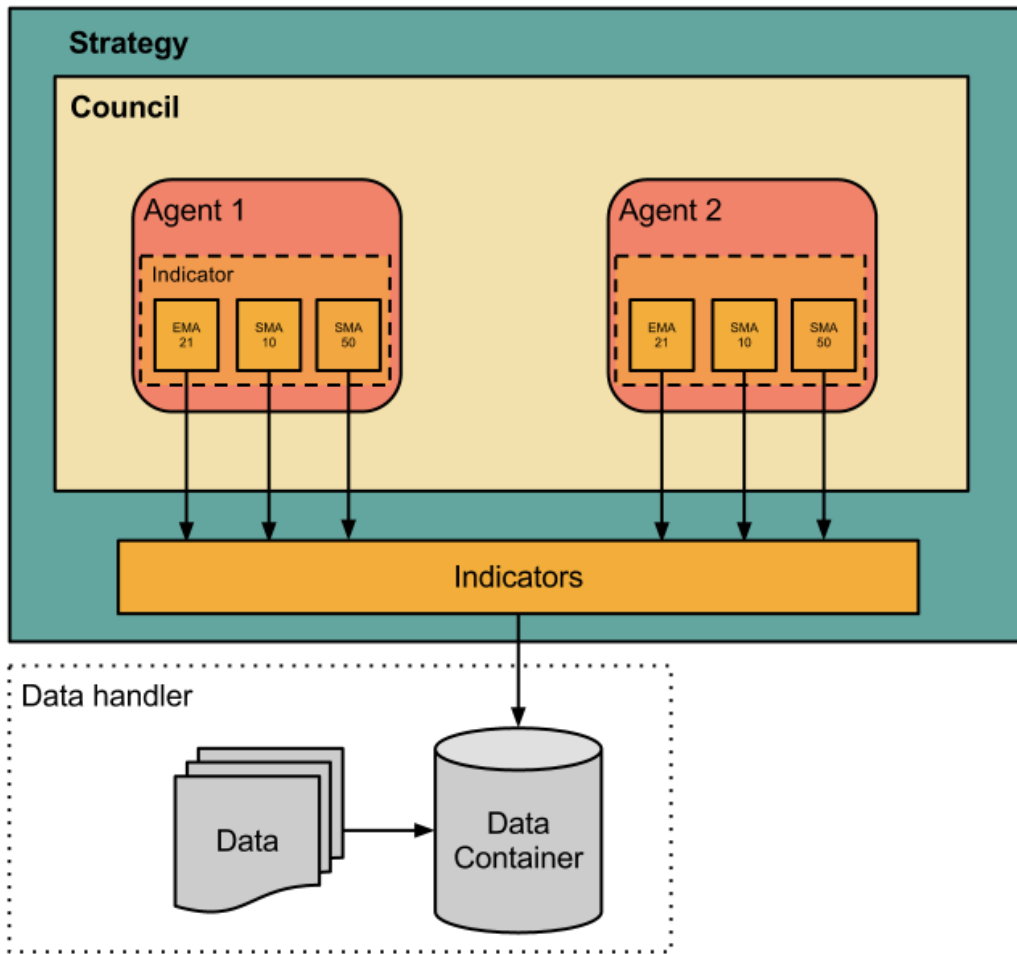 Strategy
Council
Agent 1
Indicator
EMA
21
SMA
10
SMA
50
Agent 2
EMA
21
SMA
10
SMA
50
Indicators
Data handler
Data
Data
Container